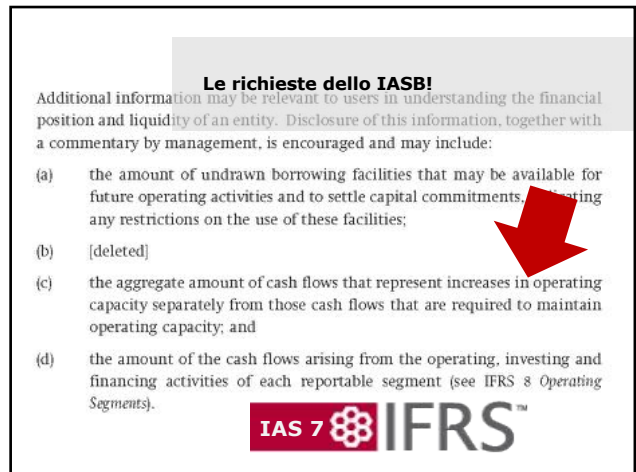 Le richieste dello IASB!
Additional information may be relevant to users in understanding the financial
position and liquidity of an entity. Disclosure of this information, together with
a commentary by management, is encouraged and may include:
(a) the amount of undrawn borrowing facilities that may be available for
future operating activities and to settle capital commitments,
any restrictions on the use of these facilities;
(b) [deleted]
(c) the aggregate amount of cash flows that represent increases in operating
capacity separately from those cash flows that are required to maintain
operating capacity; and
(d) the amount of the cash flows arising from the operating, investing and
financing activities of each reportable segment (see IFRS 8 Operating
Segments).
IAS 7 IFRS™